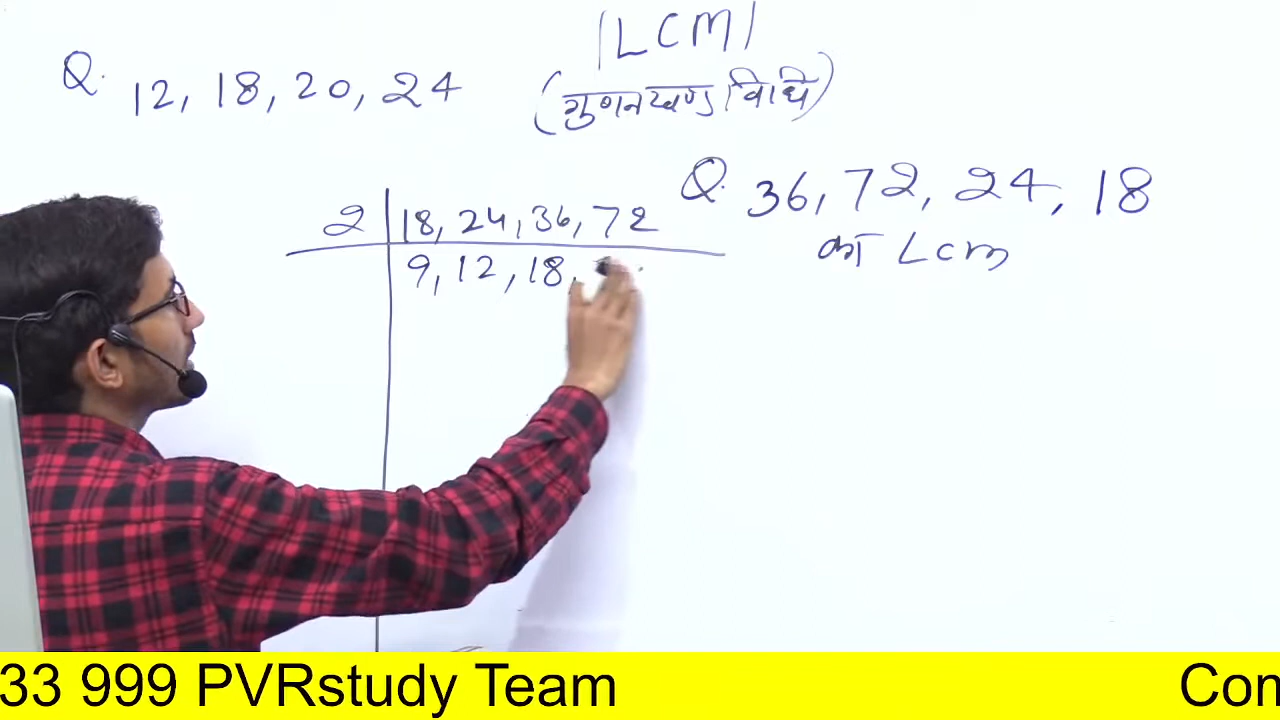 |LCM|
Q. 12, 18, 20, 24
(गुणनखण्ड विधि)
Q. 36, 72, 24, 18
का LCM
2 | 18, 24, 36, 72
9, 12, 18,
33 999 PVRstudy Team
Con